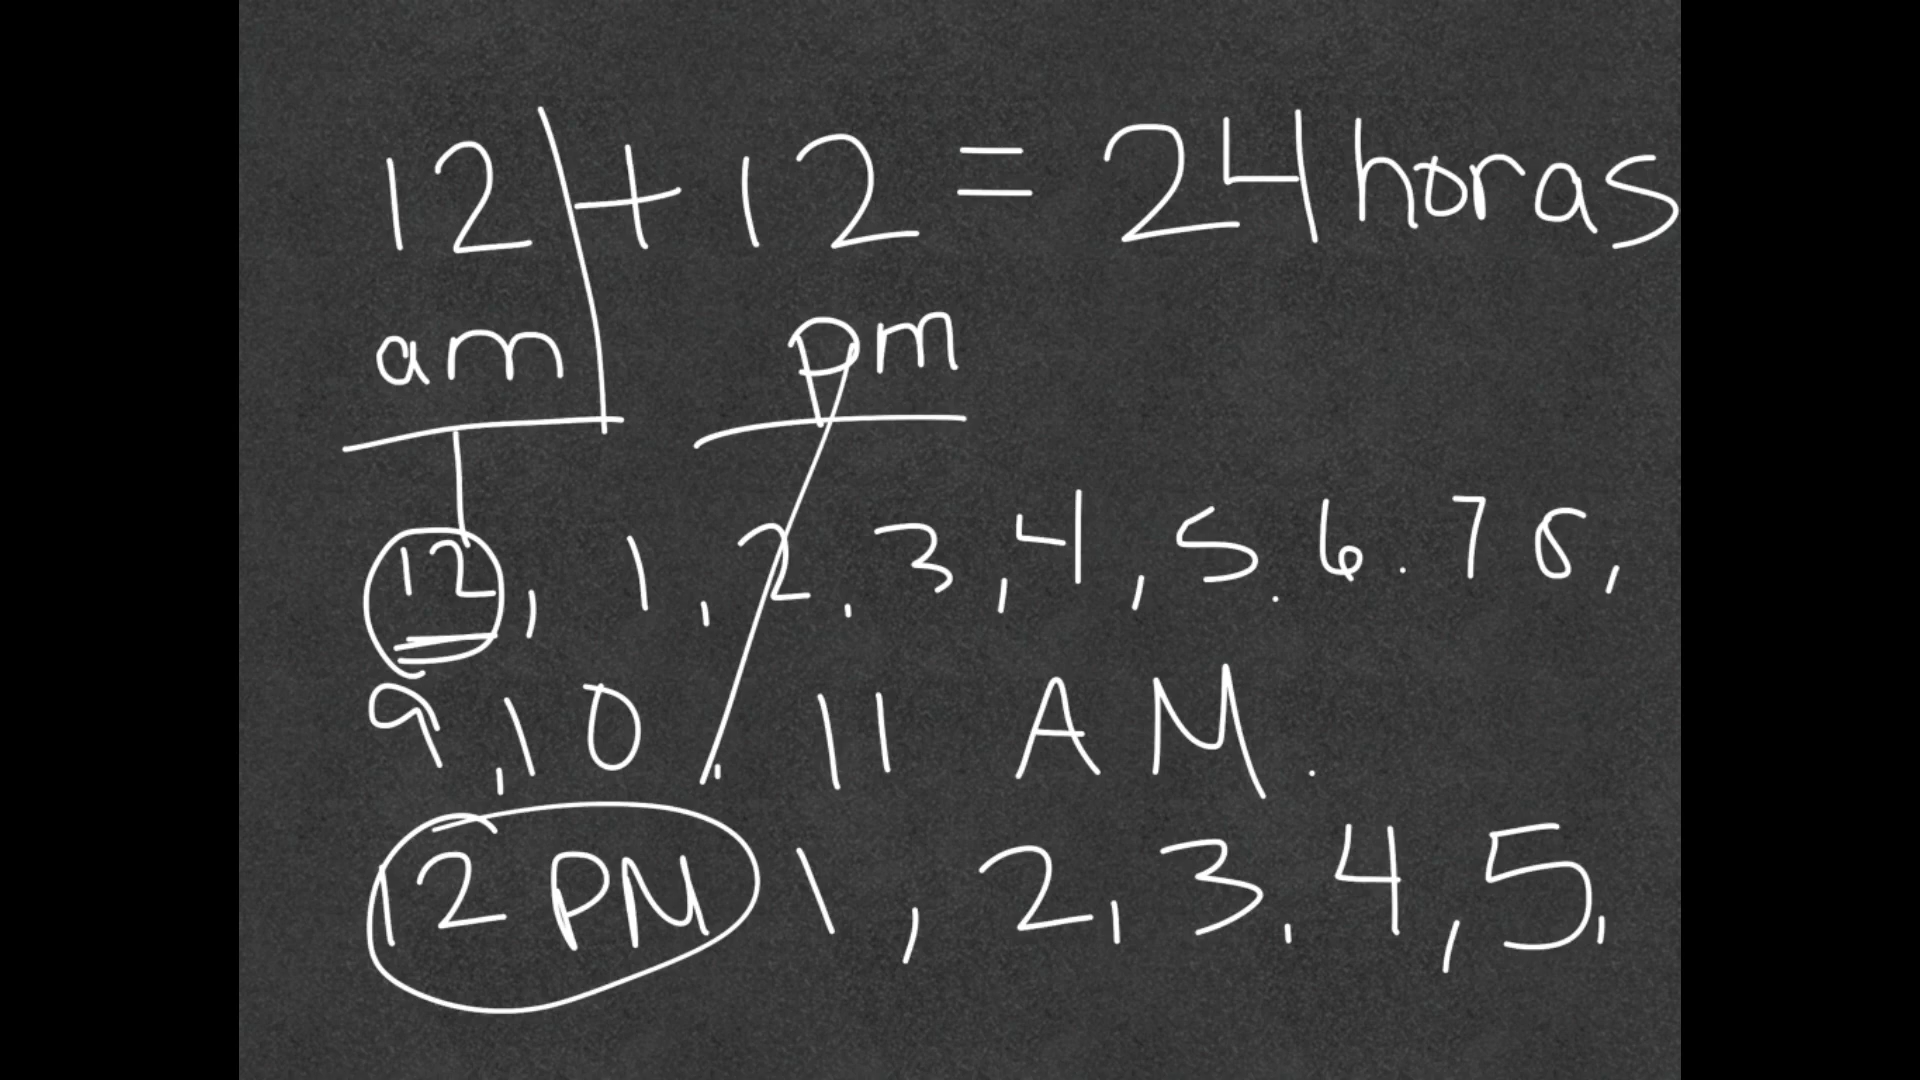 12 + 12 = 24 horas
am pm
12, 1, 2, 3, 4, 5. 6. 7 8,
9, 10. 11 AM.
12 PM 1, 2, 3, 4, 5,